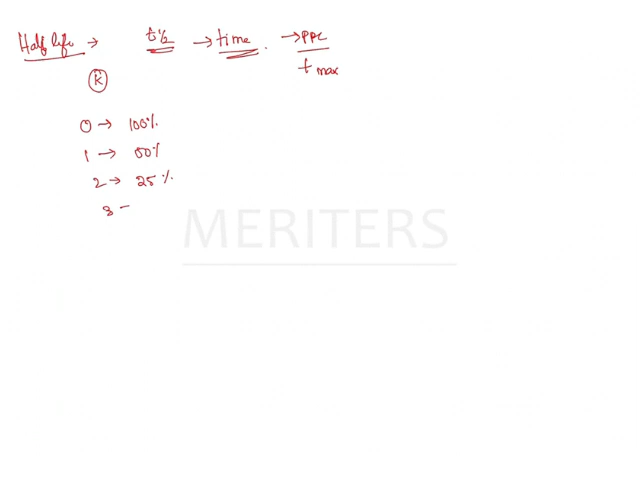 Half life → t½ → time. → PPC
K t max
0 → 100%
1 → 50%
2 → 25%
3 –
MERITERS